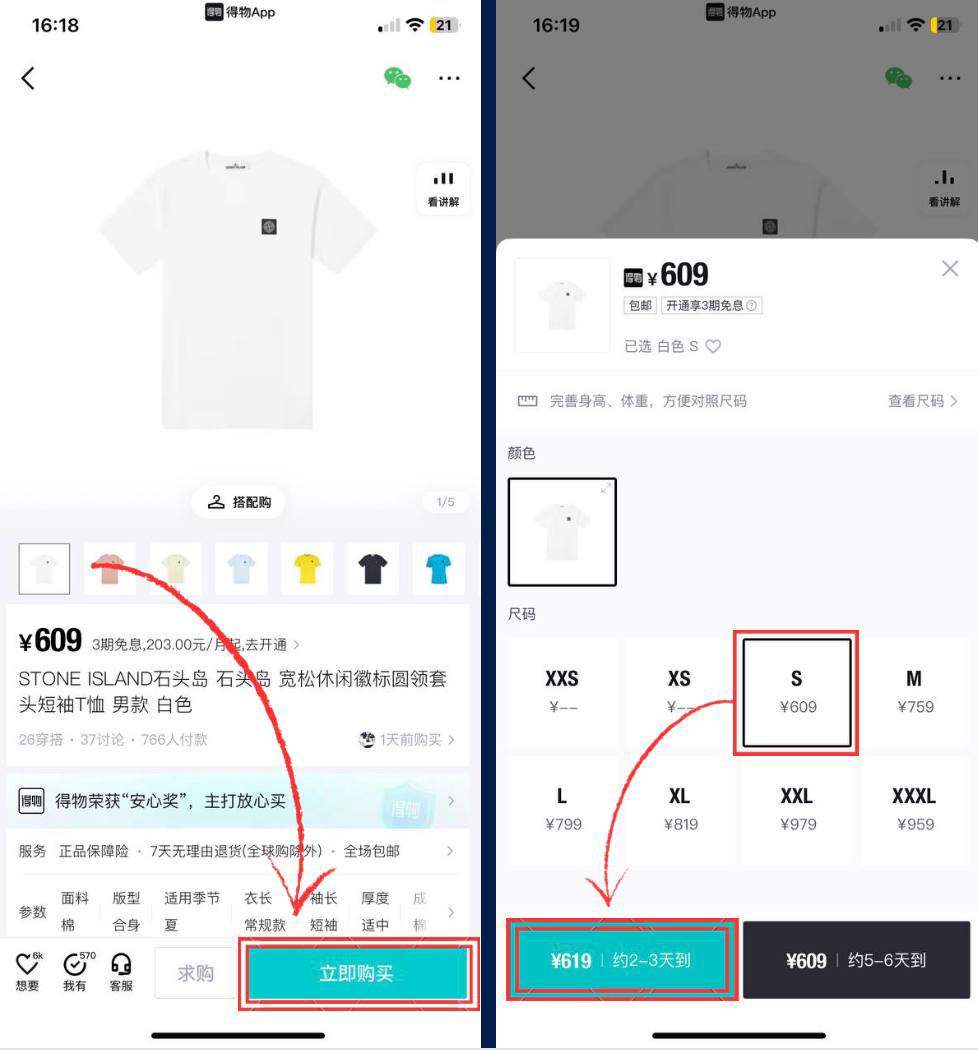 得物App
16:18
21
看讲解
搭配购
1/5
¥609 3期免息,203.00元/月起,去开通
STONE ISLAND石头岛 石头岛 宽松休闲徽标圆领套
头短袖T恤 男款 白色
26穿搭・37讨论・766人付款 1天前购买
得物 得物荣获“安心奖”，主打放心买
服务 正品保障险 · 7天无理由退货(全球购除外) · 全场包邮
参数
面料 版型 适用季节 衣长 袖长 厚度 成
棉 合身 夏 常规款 短袖 适中 棉
6k 570
想要 我有 客服
求购
立即购买
得物App
16:19
21
看讲解
得物 ¥609
包邮 开通享3期免息
已选 白色 S
完善身高、体重，方便对照尺码 查看尺码
颜色
尺码
XXS XS S M
¥-- ¥-- ¥609 ¥759
L XL XXL XXXL
¥799 ¥819 ¥979 ¥959
¥619 | 约2-3天到
¥609 | 约5-6天到